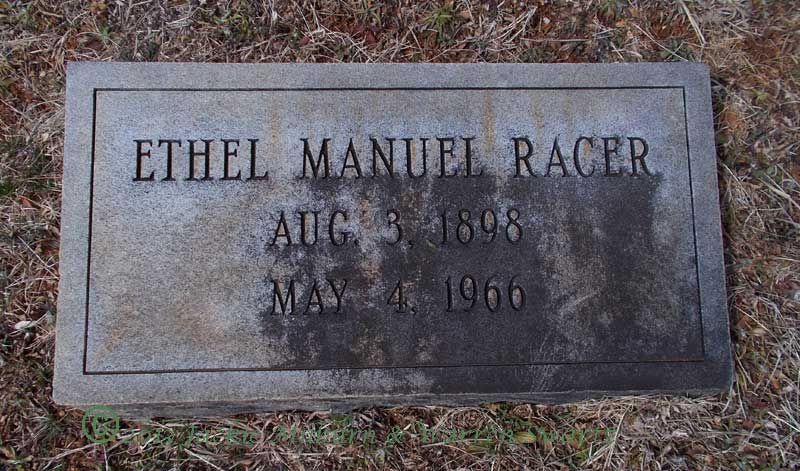 ETHEL MANUEL RACER
AUG. 3, 1898
MAY 4, 1966
©